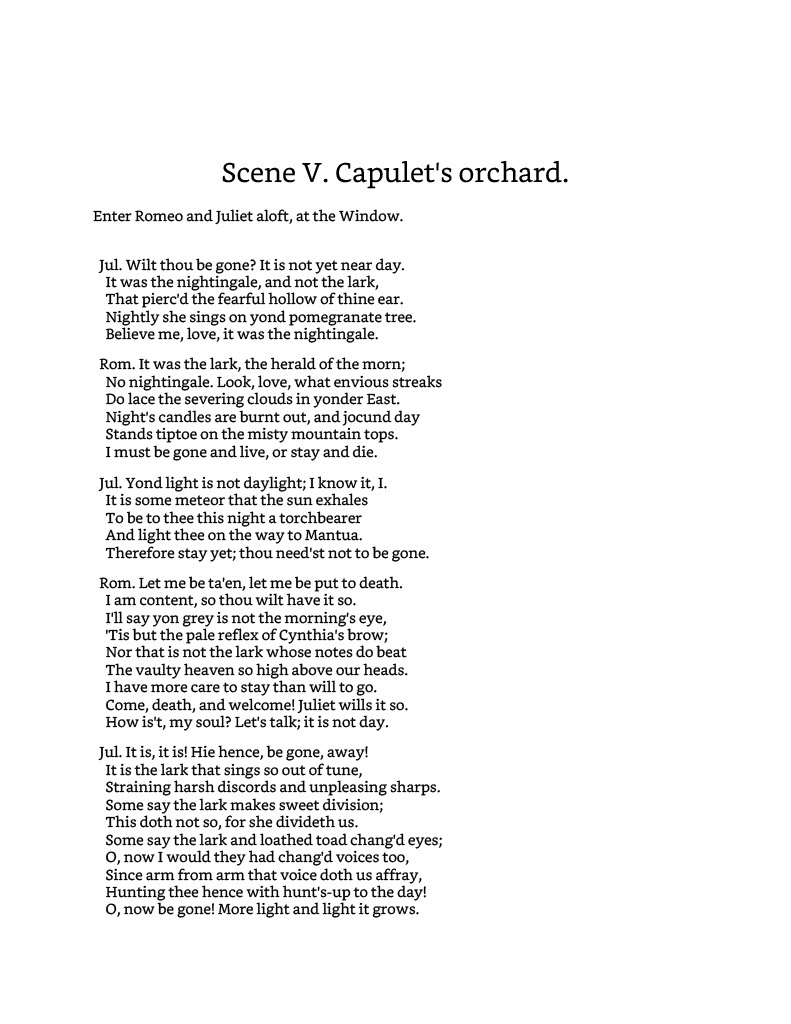 Scene V. Capulet's orchard.
Enter Romeo and Juliet aloft, at the Window.
Jul. Wilt thou be gone? It is not yet near day.
It was the nightingale, and not the lark,
That pierc'd the fearful hollow of thine ear.
Nightly she sings on yond pomegranate tree.
Believe me, love, it was the nightingale.
Rom. It was the lark, the herald of the morn;
No nightingale. Look, love, what envious streaks
Do lace the severing clouds in yonder East.
Night's candles are burnt out, and jocund day
Stands tiptoe on the misty mountain tops.
I must be gone and live, or stay and die.
Jul. Yond light is not daylight; I know it, I.
It is some meteor that the sun exhales
To be to thee this night a torchbearer
And light thee on the way to Mantua.
Therefore stay yet; thou need'st not to be gone.
Rom. Let me be ta'en, let me be put to death.
I am content, so thou wilt have it so.
I'll say yon grey is not the morning's eye,
'Tis but the pale reflex of Cynthia's brow;
Nor that is not the lark whose notes do beat
The vaulty heaven so high above our heads.
I have more care to stay than will to go.
Come, death, and welcome! Juliet wills it so.
How is't, my soul? Let's talk; it is not day.
Jul. It is, it is! Hie hence, be gone, away!
It is the lark that sings so out of tune,
Straining harsh discords and unpleasing sharps.
Some say the lark makes sweet division;
This doth not so, for she divideth us.
Some say the lark and loathed toad chang'd eyes;
O, now I would they had chang'd voices too,
Since arm from arm that voice doth us affray,
Hunting thee hence with hunt's-up to the day!
O, now be gone! More light and light it grows.